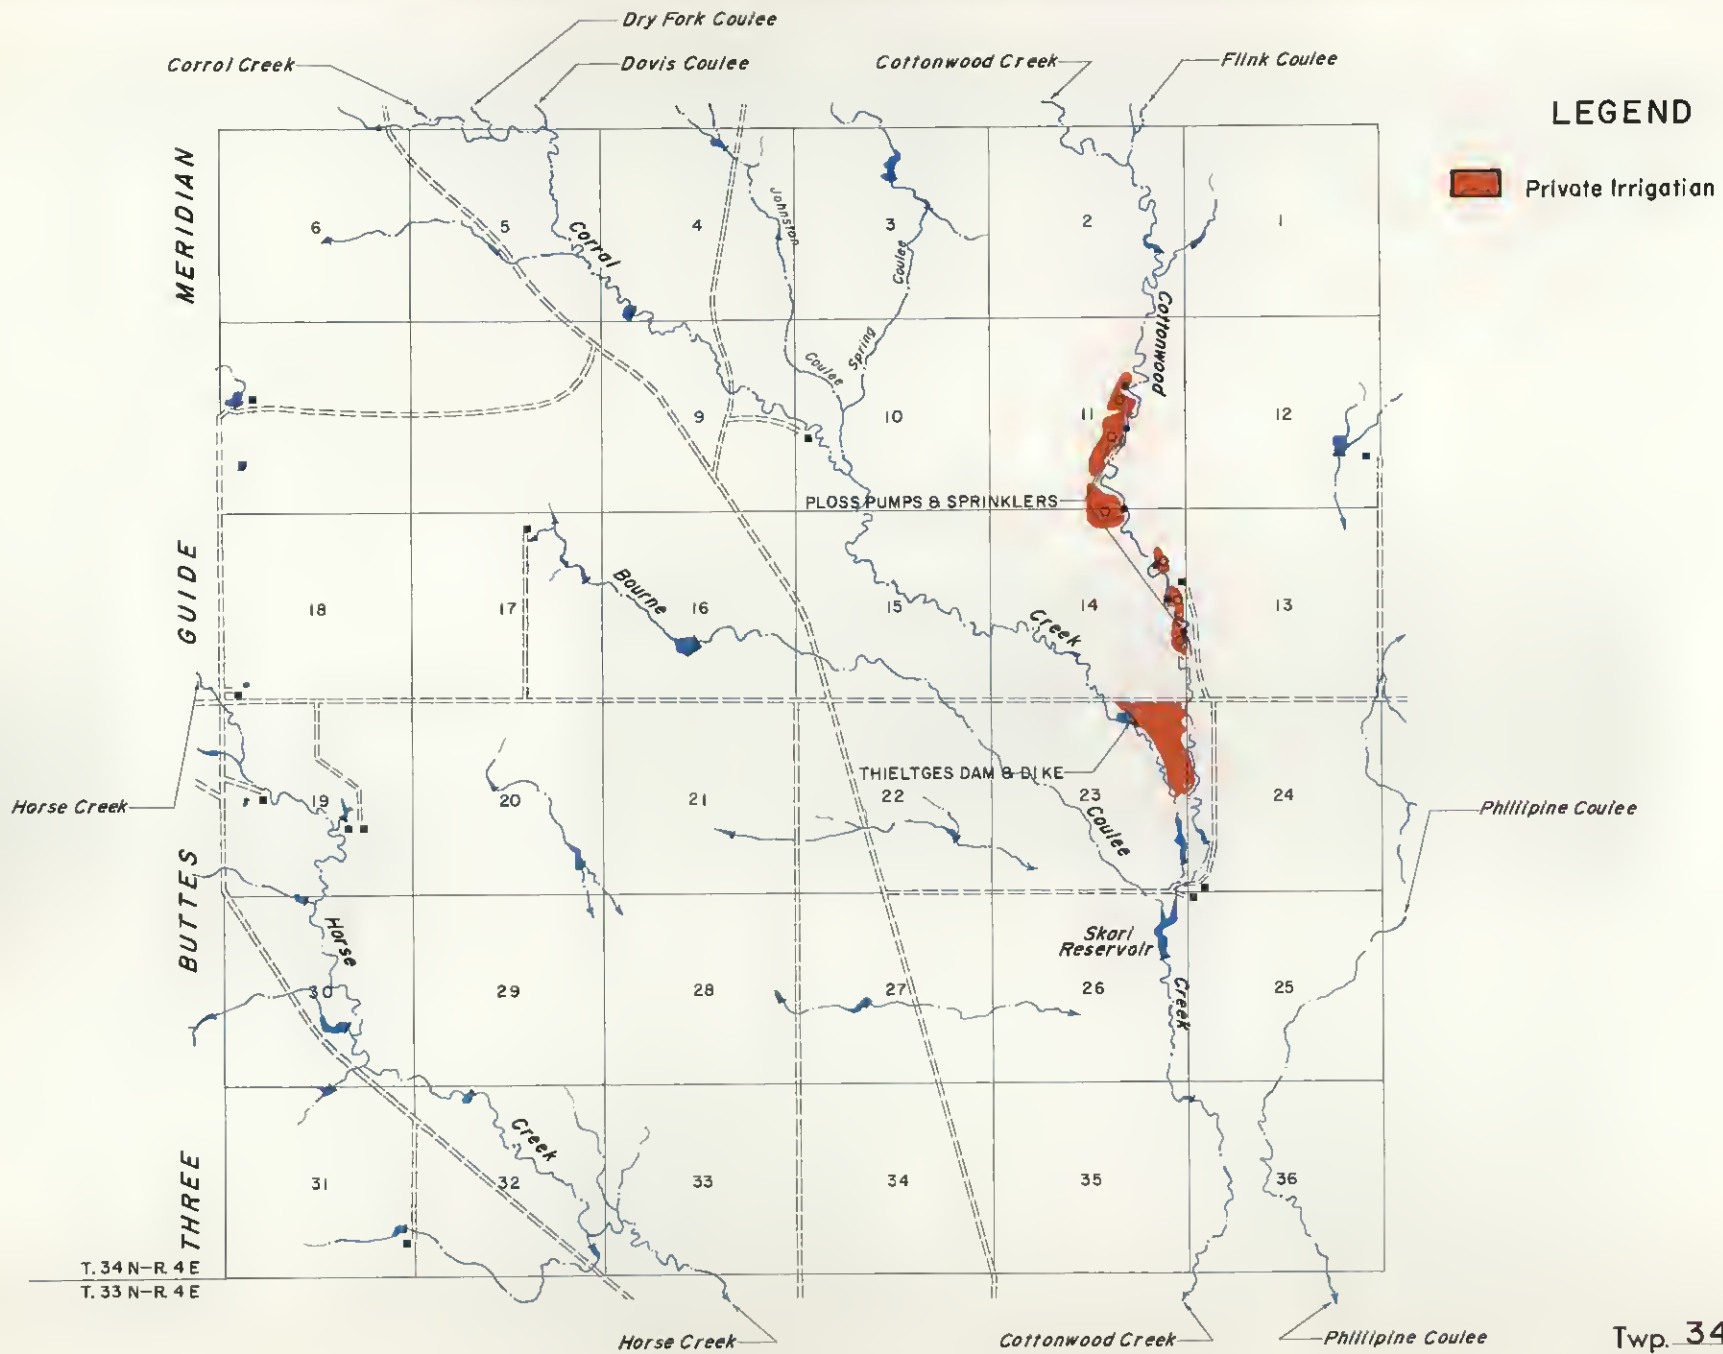 Dry Fork Coulee
Corral Creek
Davis Coulee
Cottonwood Creek
Flink Coulee
LEGEND
Private Irrigation
THREE BUTTES GUIDE MERIDIAN
6
5
4
3
2
1
Corral
Johnston
Coulee
Spring
Coulee
Cottonwood
9
10
11
12
PLOSS PUMPS & SPRINKLERS
18
17
16
15
14
13
Bourne
Creek
Horse Creek
19
20
21
22
23
24
THIELTGES DAM & DIKE
Coulee
Phillipine Coulee
Horse
Skari
Reservoir
30
29
28
27
26
25
Creek
Creek
31
32
33
34
35
36
T. 34 N-R. 4 E
T. 33 N-R. 4 E
Horse Creek
Cottonwood Creek
Phillipine Coulee
Twp. 34